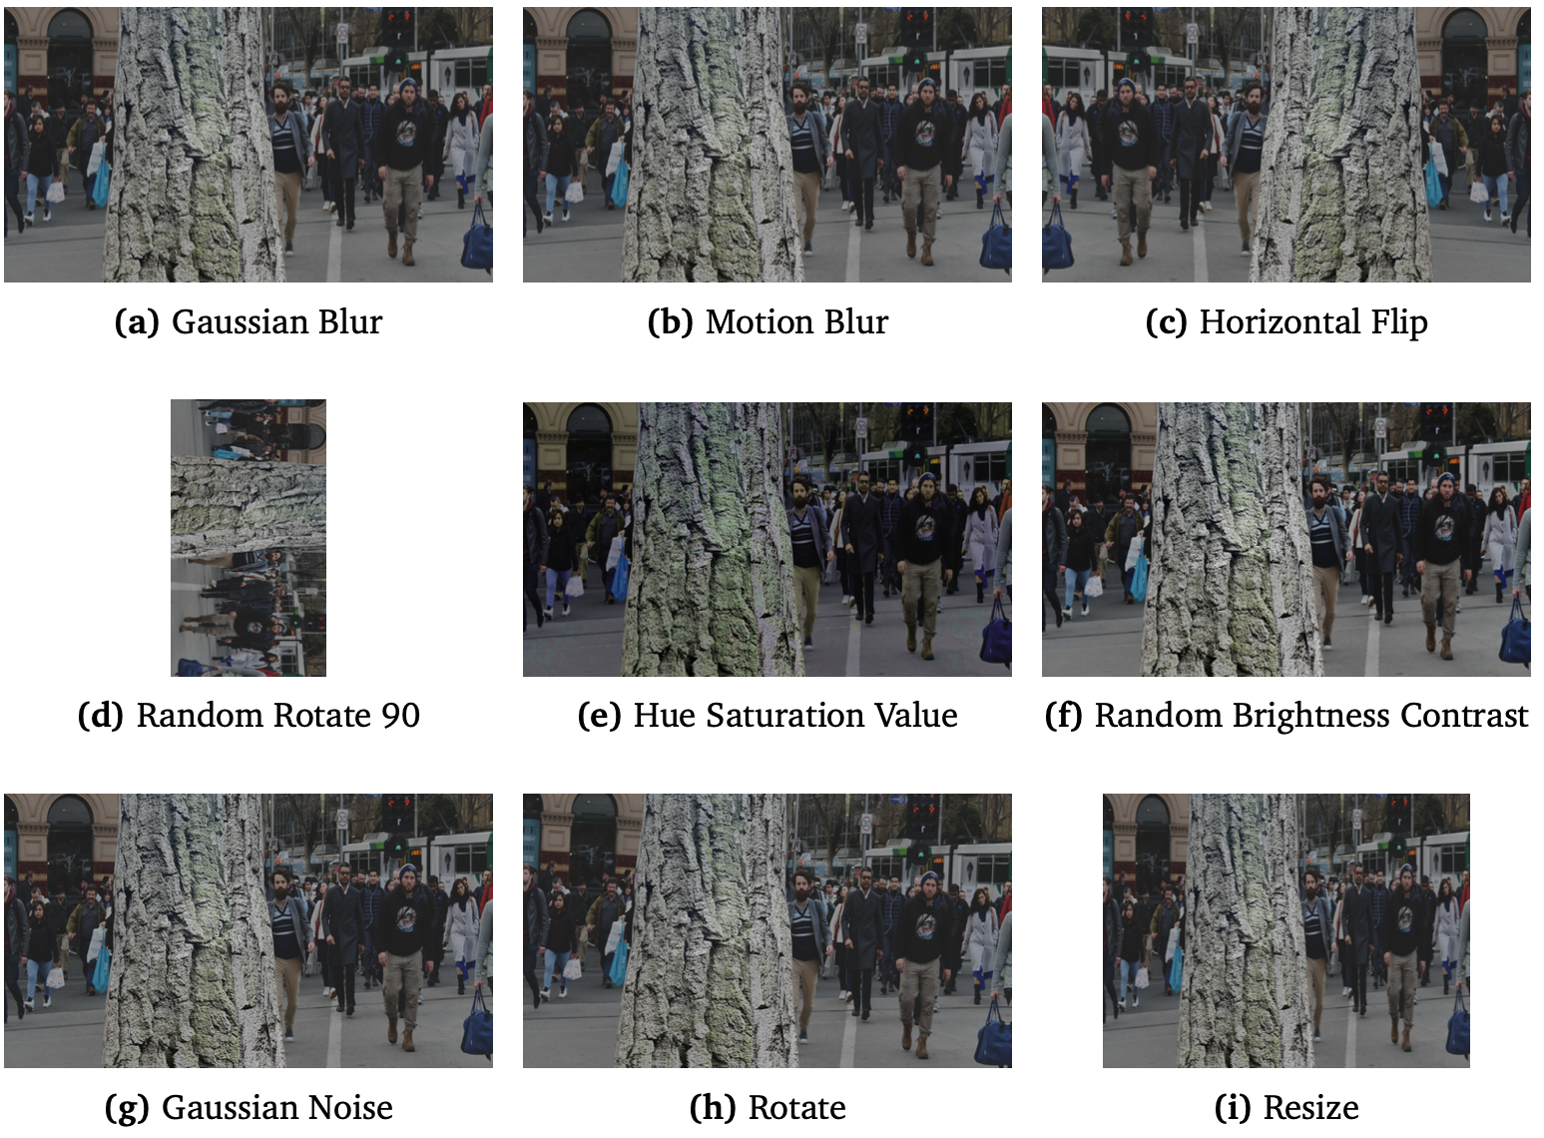 (a) Gaussian Blur
(b) Motion Blur
(c) Horizontal Flip
(d) Random Rotate 90
(e) Hue Saturation Value
(f) Random Brightness Contrast
(g) Gaussian Noise
(h) Rotate
(i) Resize